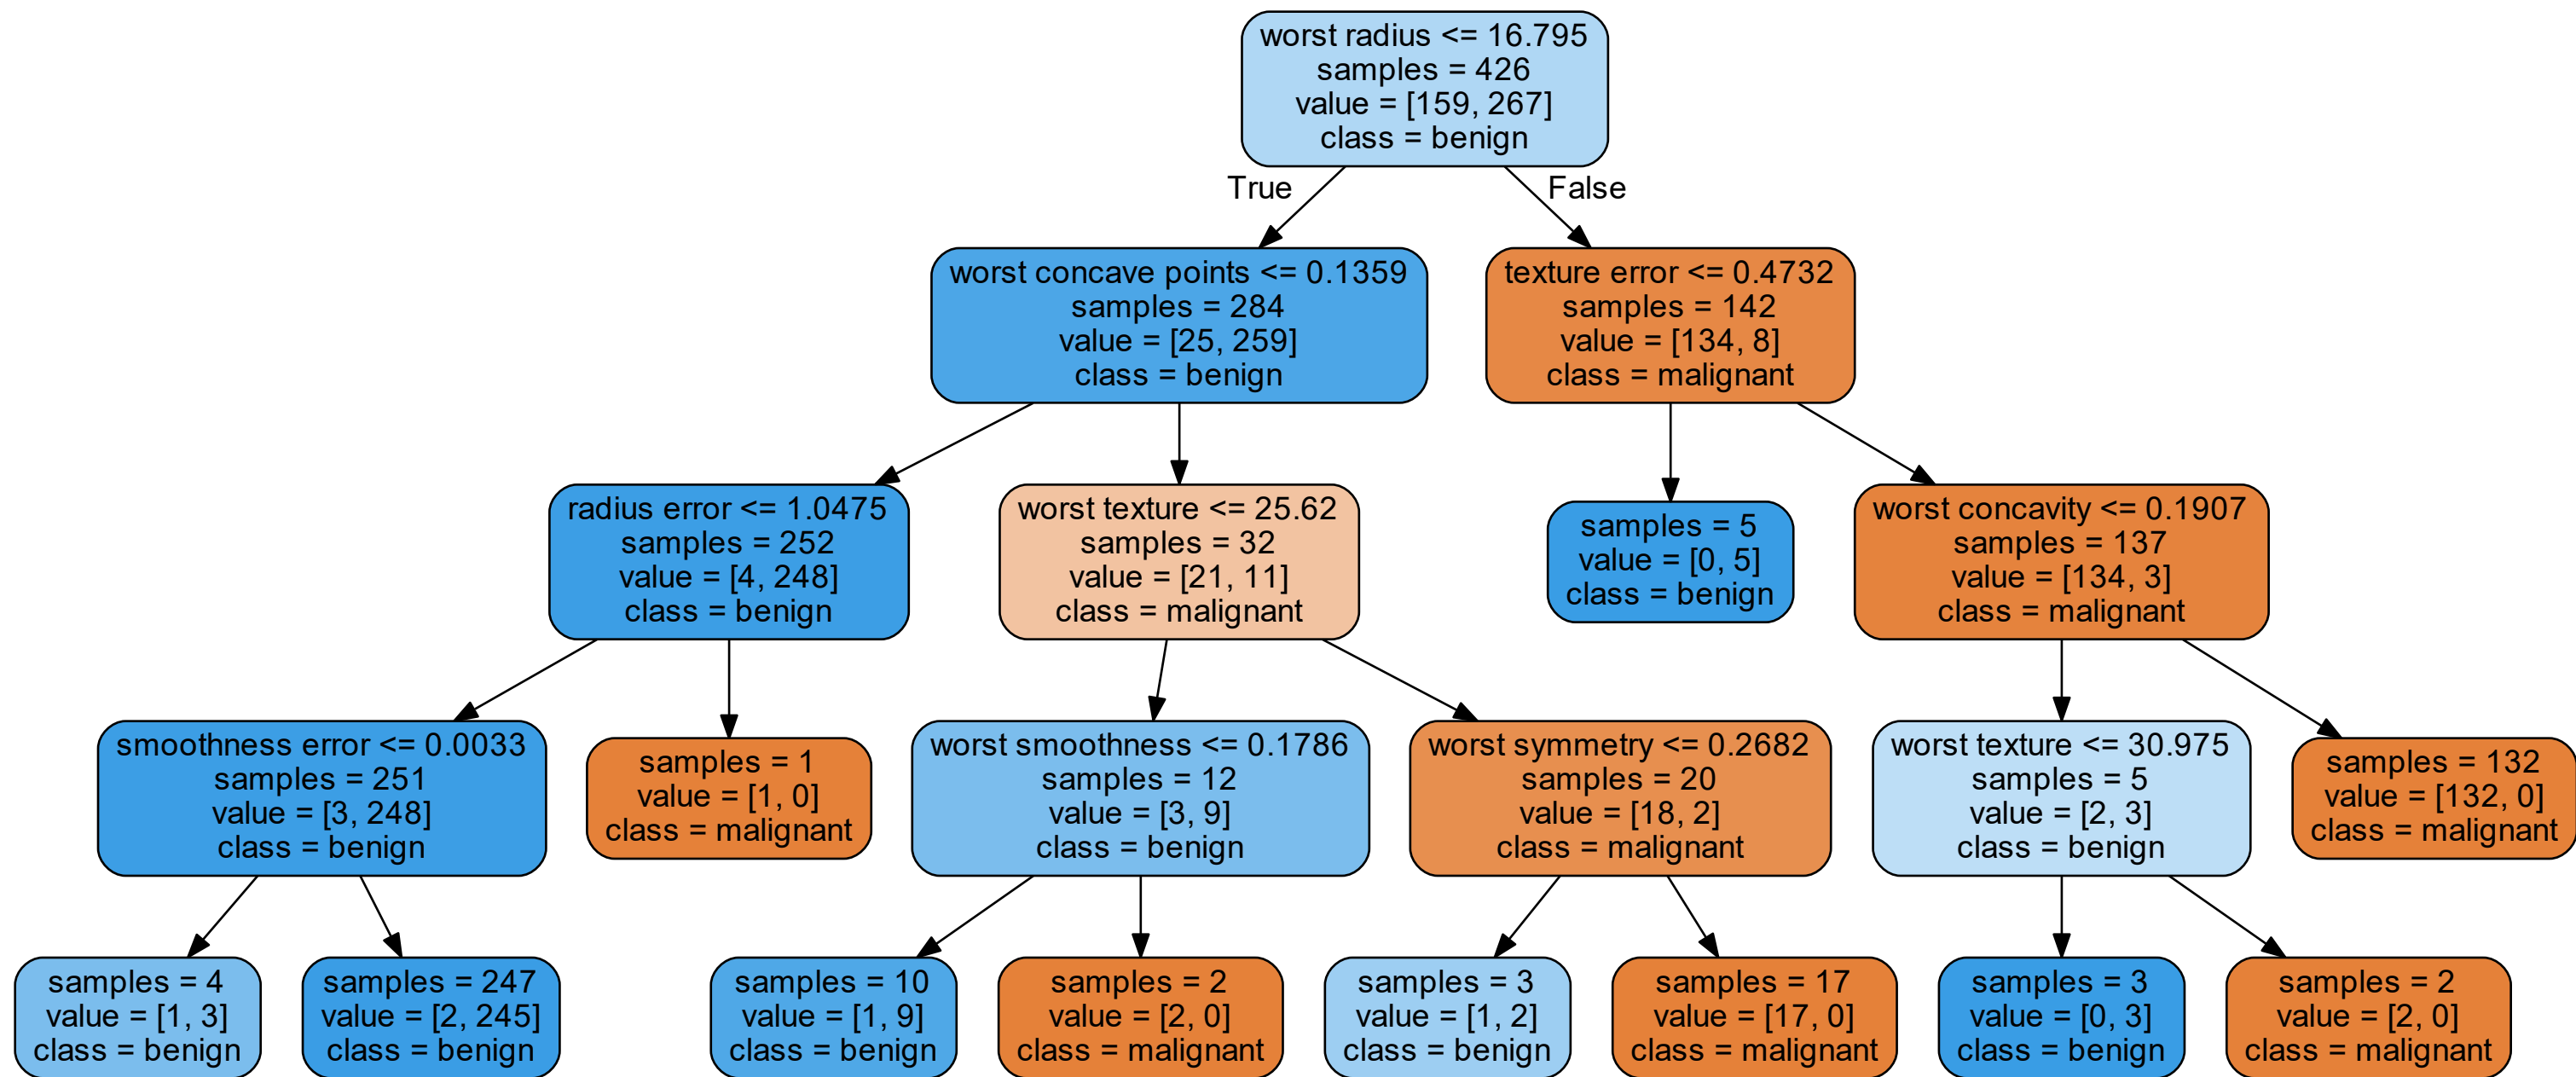 worst radius <= 16.795
samples = 426
value = [159, 267]
class = benign
True
False
worst concave points <= 0.1359
samples = 284
value = [25, 259]
class = benign
texture error <= 0.4732
samples = 142
value = [134, 8]
class = malignant
radius error <= 1.0475
samples = 252
value = [4, 248]
class = benign
worst texture <= 25.62
samples = 32
value = [21, 11]
class = malignant
samples = 5
value = [0, 5]
class = benign
worst concavity <= 0.1907
samples = 137
value = [134, 3]
class = malignant
smoothness error <= 0.0033
samples = 251
value = [3, 248]
class = benign
samples = 1
value = [1, 0]
class = malignant
worst smoothness <= 0.1786
samples = 12
value = [3, 9]
class = benign
worst symmetry <= 0.2682
samples = 20
value = [18, 2]
class = malignant
worst texture <= 30.975
samples = 5
value = [2, 3]
class = benign
samples = 132
value = [132, 0]
class = malignant
samples = 4
value = [1, 3]
class = benign
samples = 247
value = [2, 245]
class = benign
samples = 10
value = [1, 9]
class = benign
samples = 2
value = [2, 0]
class = malignant
samples = 3
value = [1, 2]
class = benign
samples = 17
value = [17, 0]
class = malignant
samples = 3
value = [0, 3]
class = benign
samples = 2
value = [2, 0]
class = malignant